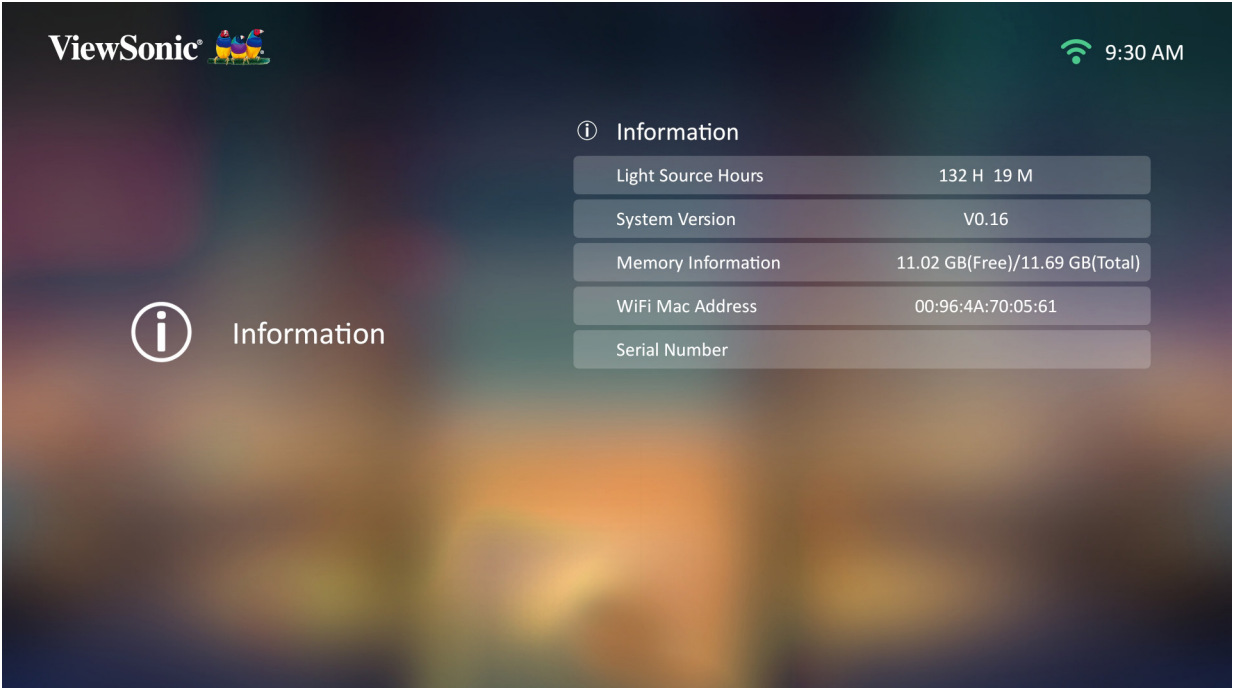 ViewSonic®
9:30 AM
Information
Light Source Hours 132 H 19 M
System Version V0.16
Memory Information 11.02 GB(Free)/11.69 GB(Total)
WiFi Mac Address 00:96:4A:70:05:61
Serial Number
Information